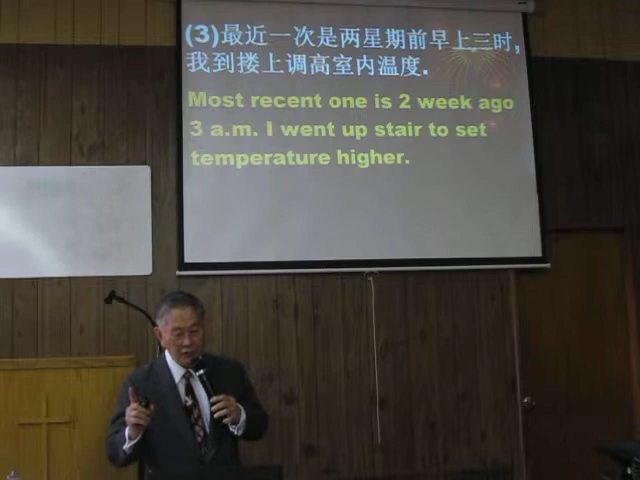 (3)最近一次是两星期前早上三时,
我到搂上调高室内温度.
Most recent one is 2 week ago
3 a.m. I went up stair to set
temperature higher.